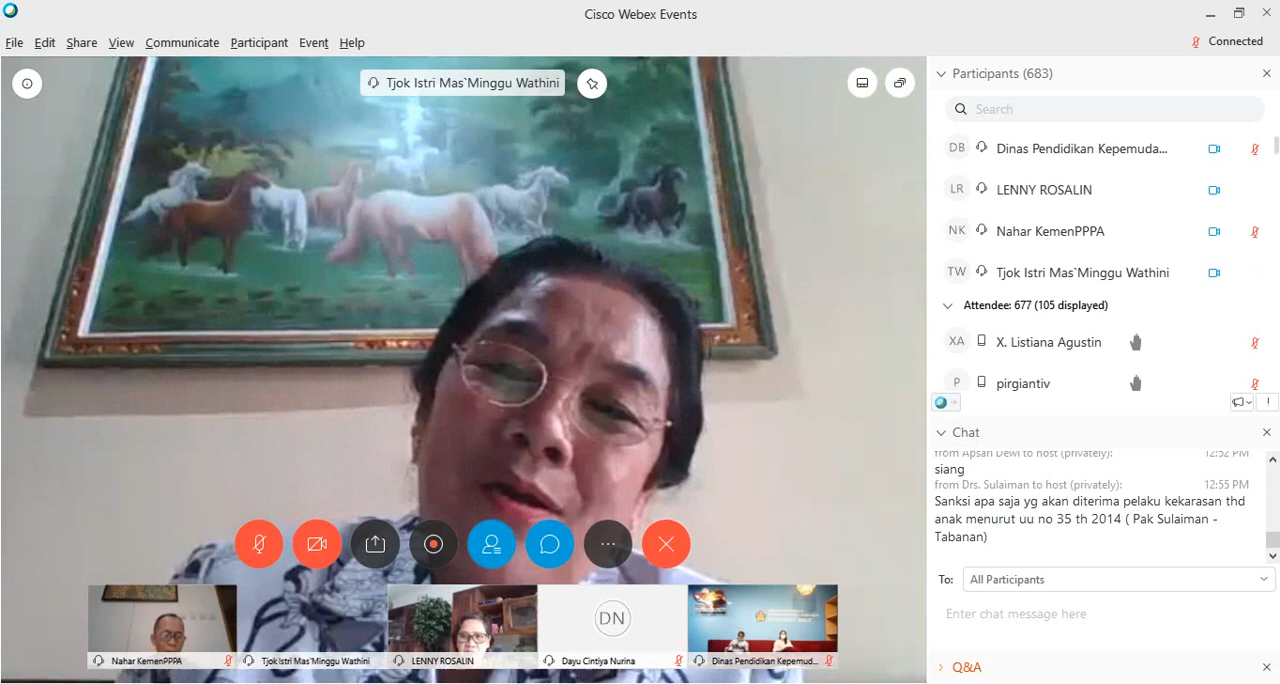 Cisco Webex Events
File Edit Share View Communicate Participant Event Help
Connected
Tjok Istri Mas`Minggu Wathini
Participants (683)
Search
DB Dinas Pendidikan Kepemuda...
LR LENNY ROSALIN
NK Nahar KemenPPPA
TW Tjok Istri Mas`Minggu Wathini
Attendee: 677 (105 displayed)
XA X. Listiana Agustin
P pirgiantiv
Chat
from Apsari Dewi to host (privately): 12:52 PM
siang
from Drs. Sulaiman to host (privately): 12:55 PM
Sanksi apa saja yg akan diterima pelaku kekarasan thd
anak menurut uu no 35 th 2014 ( Pak Sulaiman -
Tabanan)
To: All Participants
Enter chat message here
Q&A
DN
Nahar KemenPPPA
Tjok Istri Mas`Minggu Wathini
LENNY ROSALIN
Dayu Cintiya Nurina
Dinas Pendidikan Kepemud...